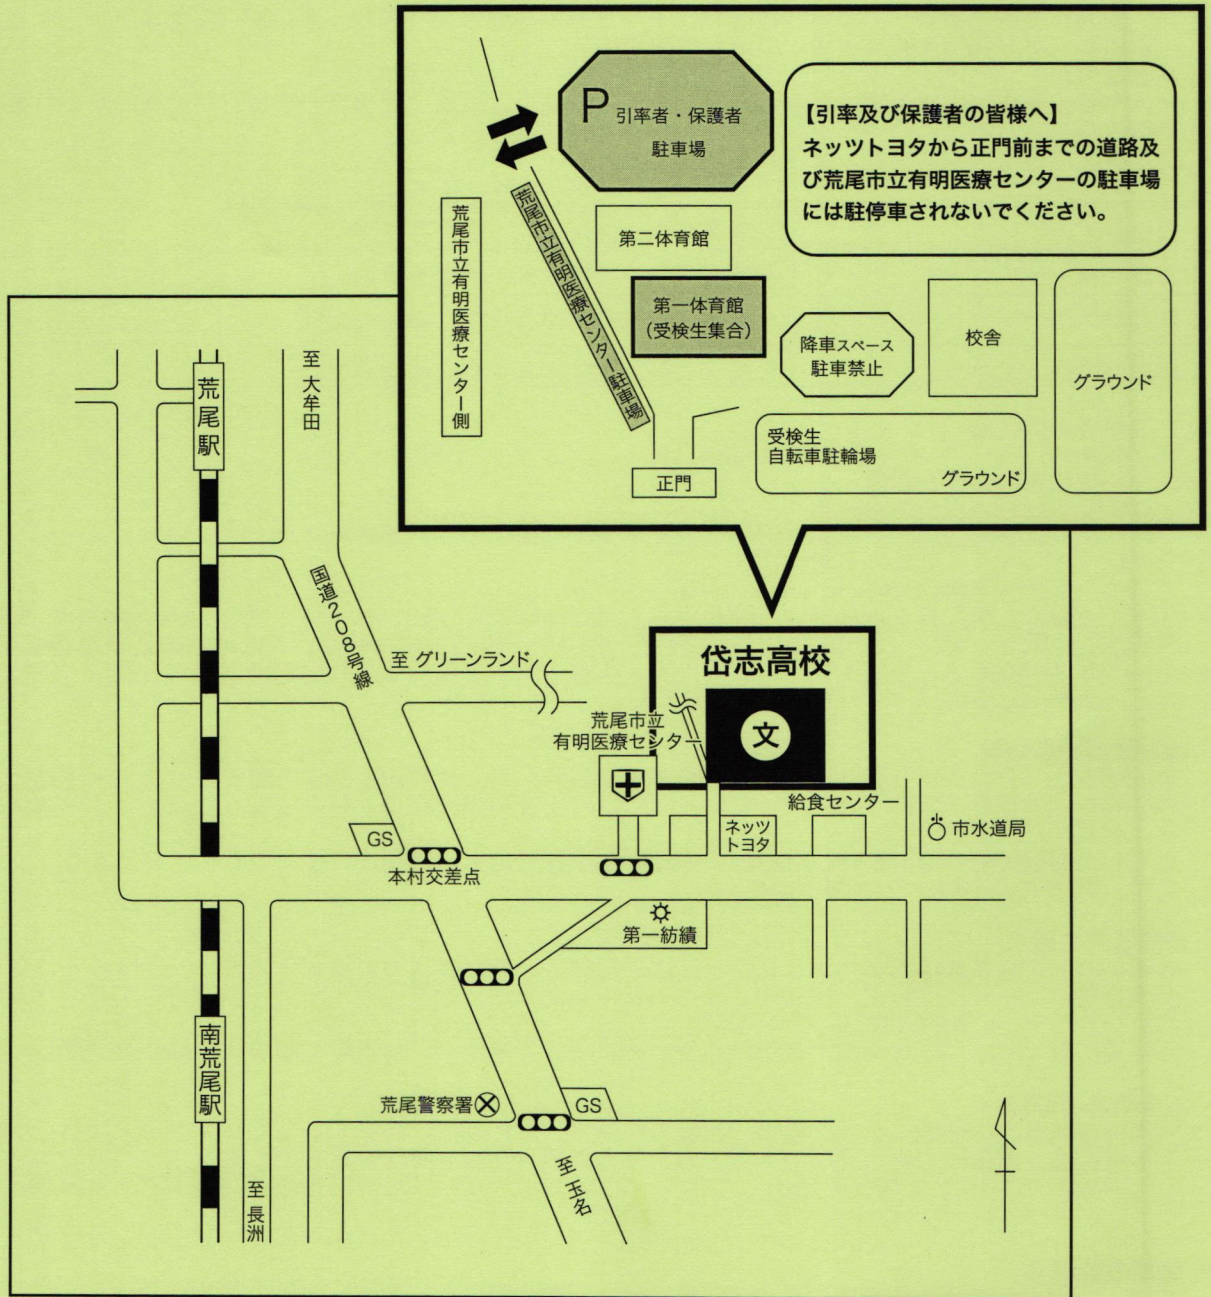 P 引率者・保護者
駐車場
【引率及び保護者の皆様へ】
ネッツトヨタから正門前までの道路及
び荒尾市立有明医療センターの駐車場
には駐停車されないでください。
荒尾市立有明医療センター側
荒尾市立有明医療センター駐車場
第二体育館
第一体育館
（受検生集合）
降車スペース
駐車禁止
校舎
グラウンド
受検生
自転車駐輪場
グラウンド
正門
荒尾駅
至 大牟田
国道208号線
至 グリーンランド
岱志高校
文
荒尾市立
有明医療センター
給食センター
ネッツ
トヨタ
市水道局
GS
本村交差点
第一紡績
南荒尾駅
荒尾警察署
GS
至 玉名
至 長洲